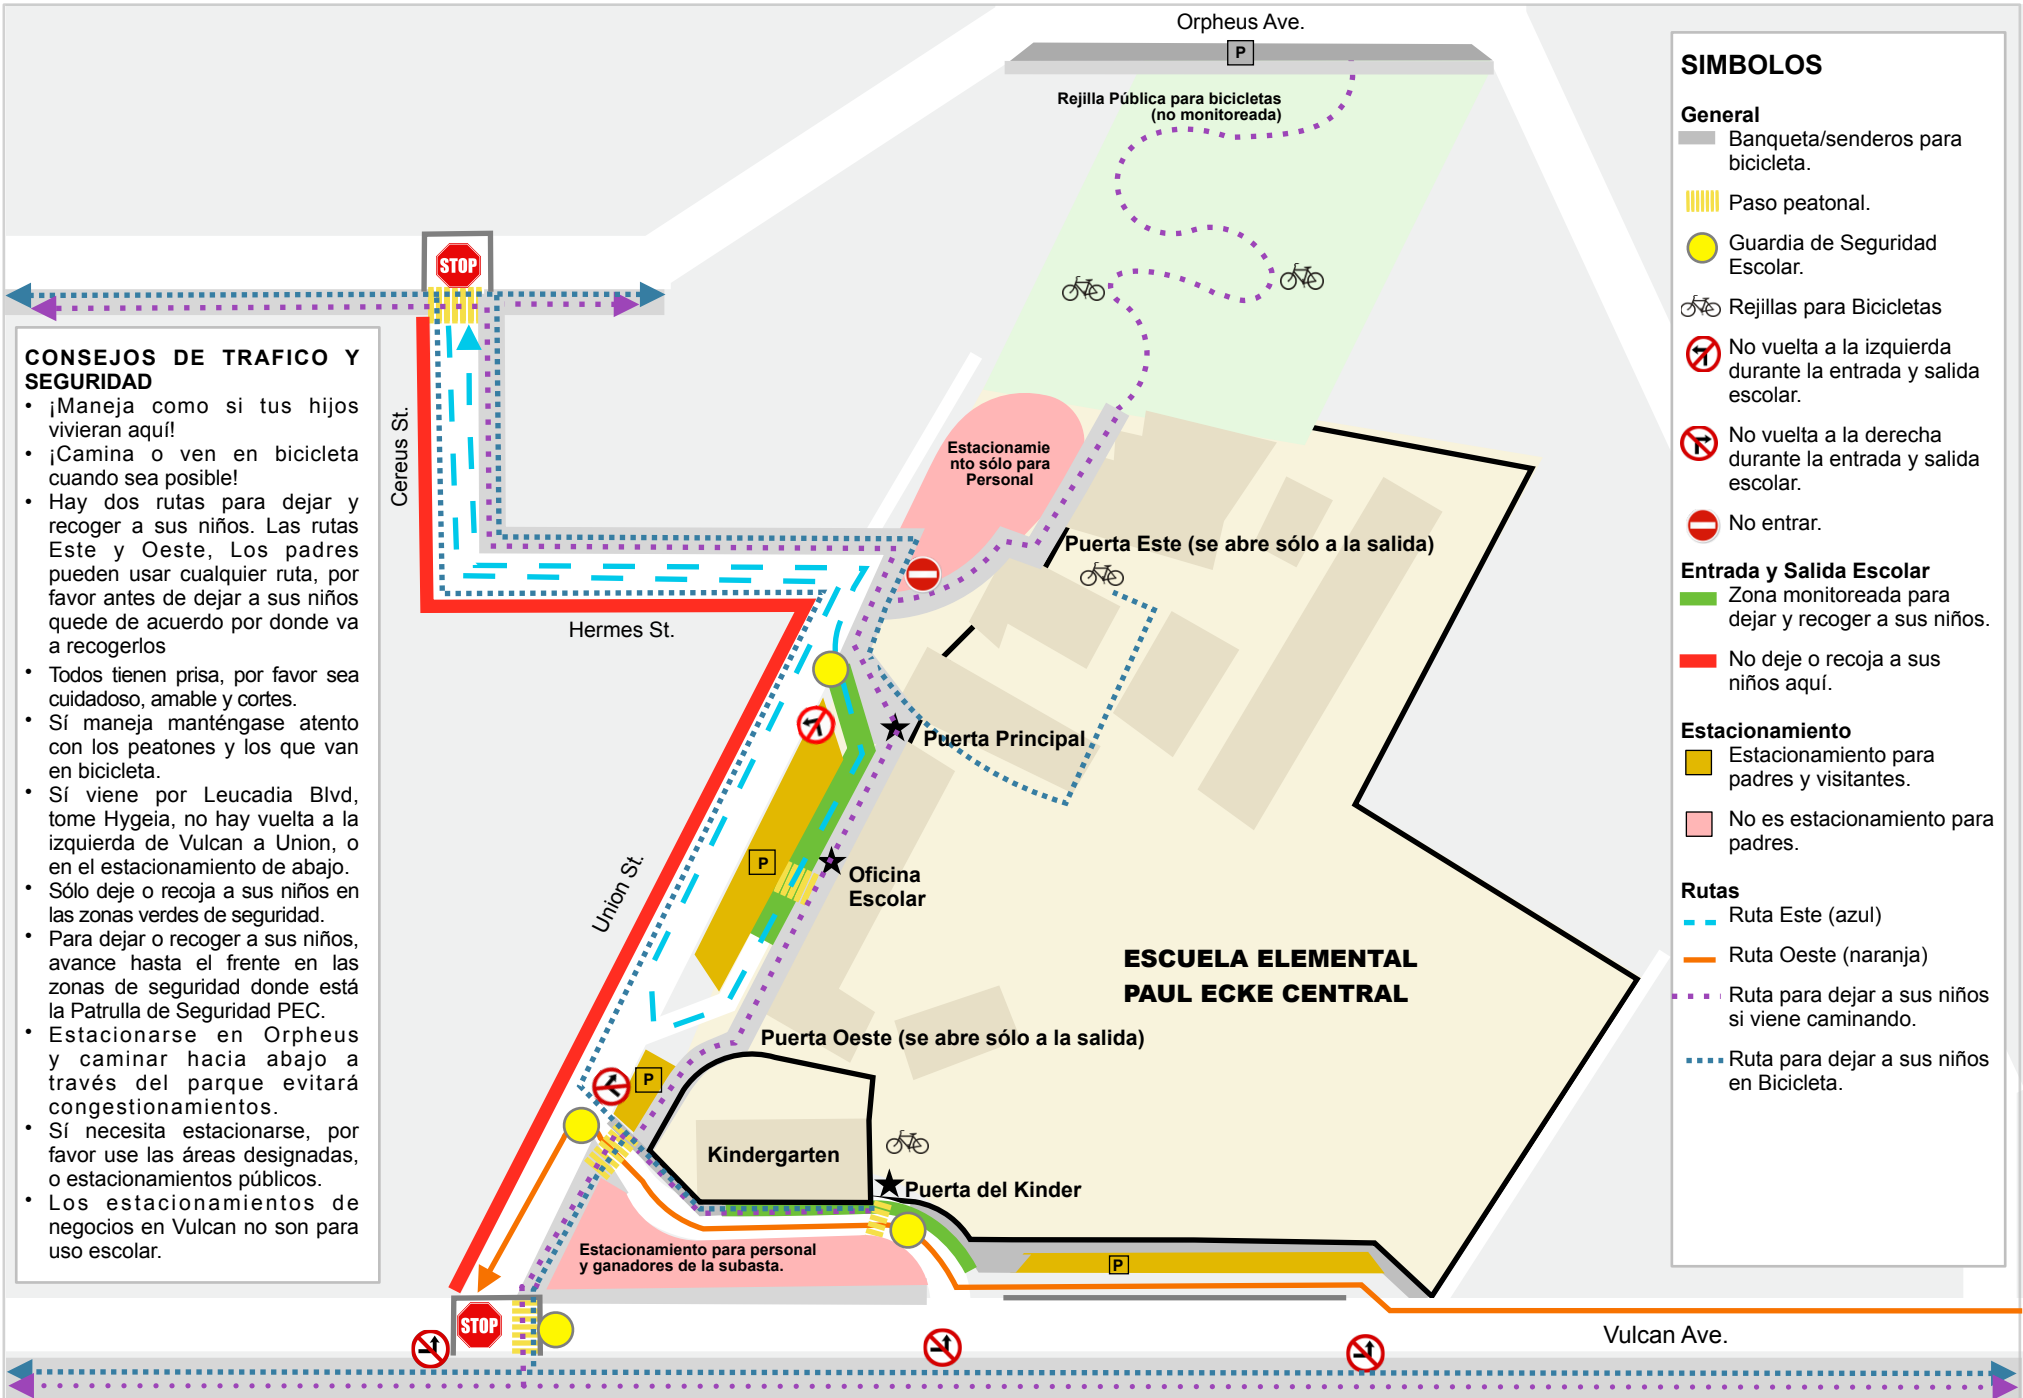 Orpheus Ave.
P
Rejilla Pública para bicicletas
(no monitoreada)
STOP
CONSEJOS DE TRAFICO Y
SEGURIDAD
• ¡Maneja como si tus hijos
vivieran aquí!
• ¡Camina o ven en bicicleta
cuando sea posible!
• Hay dos rutas para dejar y
recoger a sus niños. Las rutas
Este y Oeste, Los padres
pueden usar cualquier ruta, por
favor antes de dejar a sus niños
quede de acuerdo por donde va
a recogerlos
• Todos tienen prisa, por favor sea
cuidadoso, amable y cortes.
• Sí maneja manténgase atento
con los peatones y los que van
en bicicleta.
• Sí viene por Leucadia Blvd,
tome Hygeia, no hay vuelta a la
izquierda de Vulcan a Union, o
en el estacionamiento de abajo.
• Sólo deje o recoja a sus niños en
las zonas verdes de seguridad.
• Para dejar o recoger a sus niños,
avance hasta el frente en las
zonas de seguridad donde está
la Patrulla de Seguridad PEC.
• Estacionarse en Orpheus
y caminar hacia abajo a
través del parque evitará
congestionamientos.
• Sí necesita estacionarse, por
favor use las áreas designadas,
o estacionamientos públicos.
• Los estacionamientos de
negocios en Vulcan no son para
uso escolar.
Cereus St.
Hermes St.
Union St.
Estacionamie
nto sólo para
Personal
Puerta Este (se abre sólo a la salida)
Puerta Principal
P
Oficina
Escolar
ESCUELA ELEMENTAL
PAUL ECKE CENTRAL
Puerta Oeste (se abre sólo a la salida)
P
Kindergarten
Puerta del Kinder
Estacionamiento para personal
y ganadores de la subasta.
P
STOP
Vulcan Ave.
SIMBOLOS
General
Banqueta/senderos para
bicicleta.
Paso peatonal.
Guardia de Seguridad
Escolar.
Rejillas para Bicicletas
No vuelta a la izquierda
durante la entrada y salida
escolar.
No vuelta a la derecha
durante la entrada y salida
escolar.
No entrar.
Entrada y Salida Escolar
Zona monitoreada para
dejar y recoger a sus niños.
No deje o recoja a sus
niños aquí.
Estacionamiento
Estacionamiento para
padres y visitantes.
No es estacionamiento para
padres.
Rutas
Ruta Este (azul)
Ruta Oeste (naranja)
Ruta para dejar a sus niños
si viene caminando.
Ruta para dejar a sus niños
en Bicicleta.